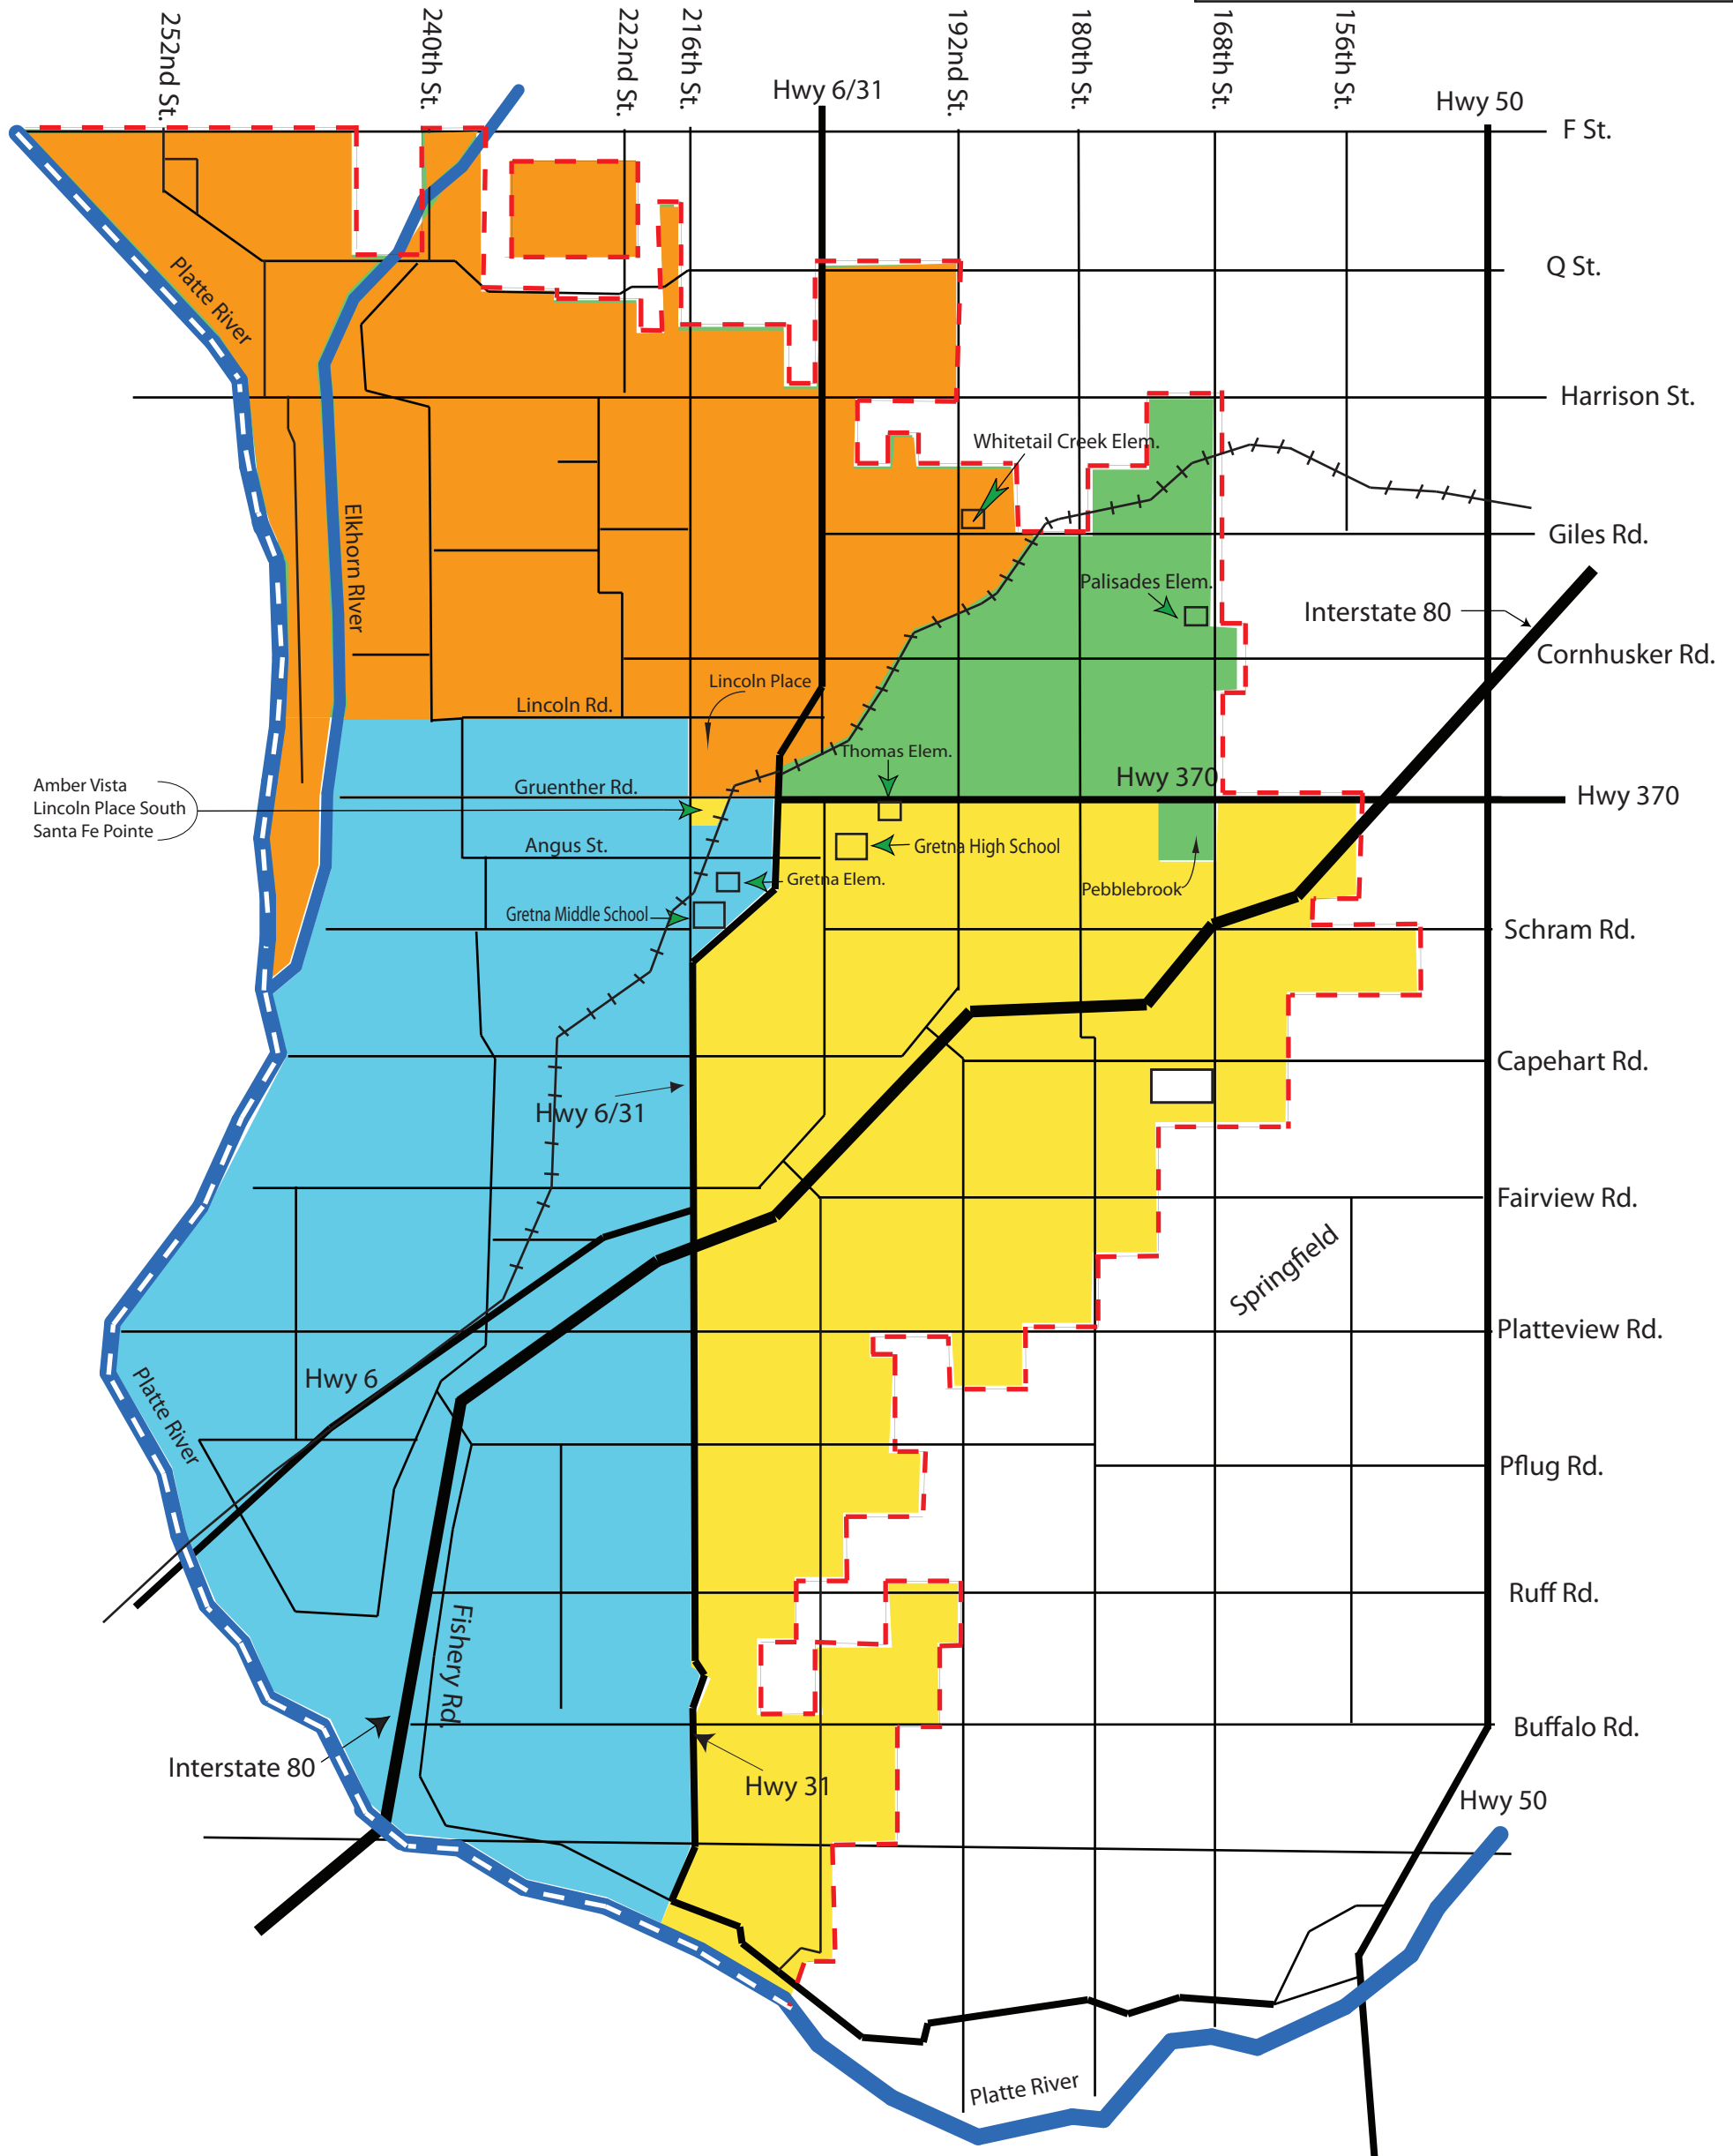 252nd St.
240th St.
222nd St.
216th St.
Hwy 6/31
192nd St.
180th St.
168th St.
156th St.
Hwy 50
F St.
Q St.
Platte River
Harrison St.
Whitetail Creek Elem.
Elkhorn RIver
Giles Rd.
Palisades Elem.
Interstate 80
Cornhusker Rd.
Lincoln Place
Lincoln Rd.
Thomas Elem.
Hwy 370
Hwy 370
Amber Vista
Lincoln Place South
Santa Fe Pointe
Gruenther Rd.
Angus St.
Gretna High School
Gretna Elem.
Pebblebrook
Gretna Middle School
Schram Rd.
Capehart Rd.
Hwy 6/31
Fairview Rd.
Springfield
Platteview Rd.
Hwy 6
Platte River
Pflug Rd.
Ruff Rd.
Fishery Rd.
Buffalo Rd.
Interstate 80
Hwy 31
Hwy 50
Platte River